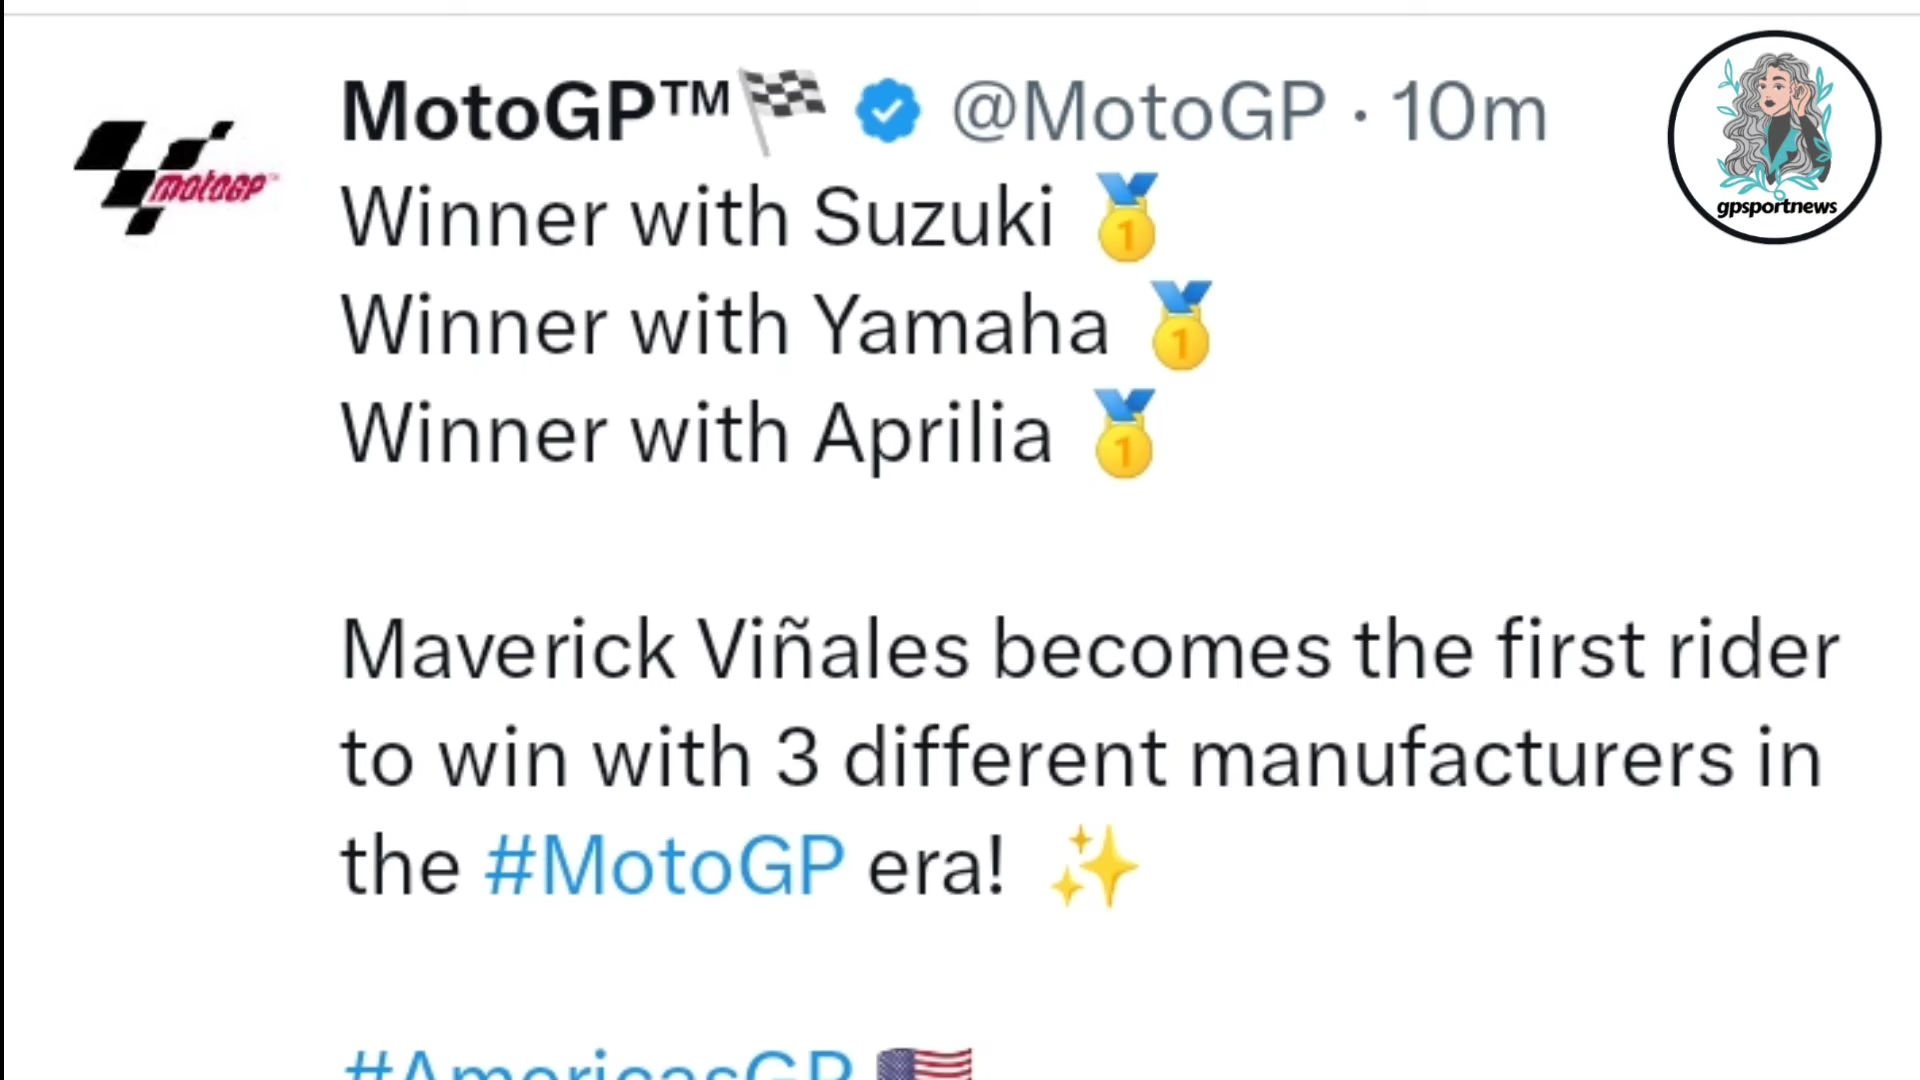 MotoGP™🏁 @MotoGP · 10m
motoGP™
gpsportnews
Winner with Suzuki 🥇
Winner with Yamaha 🥇
Winner with Aprilia 🥇
Maverick Viñales becomes the first rider
to win with 3 different manufacturers in
the #MotoGP era! ✨
#AmericasGP 🇺🇸